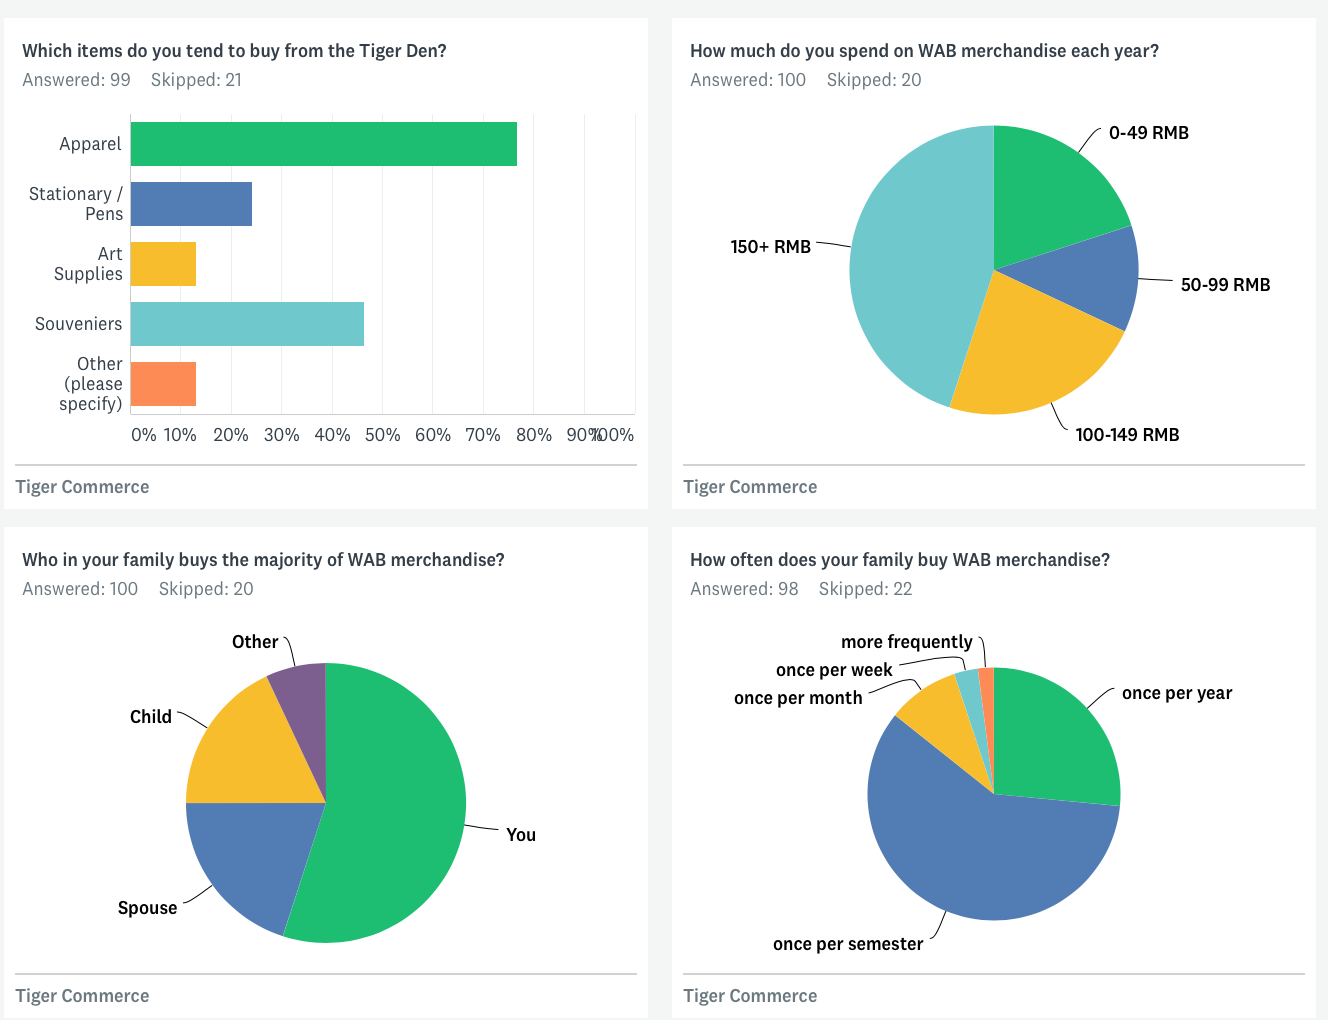 Which items do you tend to buy from the Tiger Den?
Answered: 99 Skipped: 21
Apparel
Stationary /
Pens
Art
Supplies
Souveniers
Other
(please
specify)
0% 10% 20% 30% 40% 50% 60% 70% 80% 90% 100%
Tiger Commerce
How much do you spend on WAB merchandise each year?
Answered: 100 Skipped: 20
0-49 RMB
150+ RMB
50-99 RMB
100-149 RMB
Tiger Commerce
Who in your family buys the majority of WAB merchandise?
Answered: 100 Skipped: 20
Other
Child
You
Spouse
Tiger Commerce
How often does your family buy WAB merchandise?
Answered: 98 Skipped: 22
more frequently
once per week
once per month
once per year
once per semester
Tiger Commerce